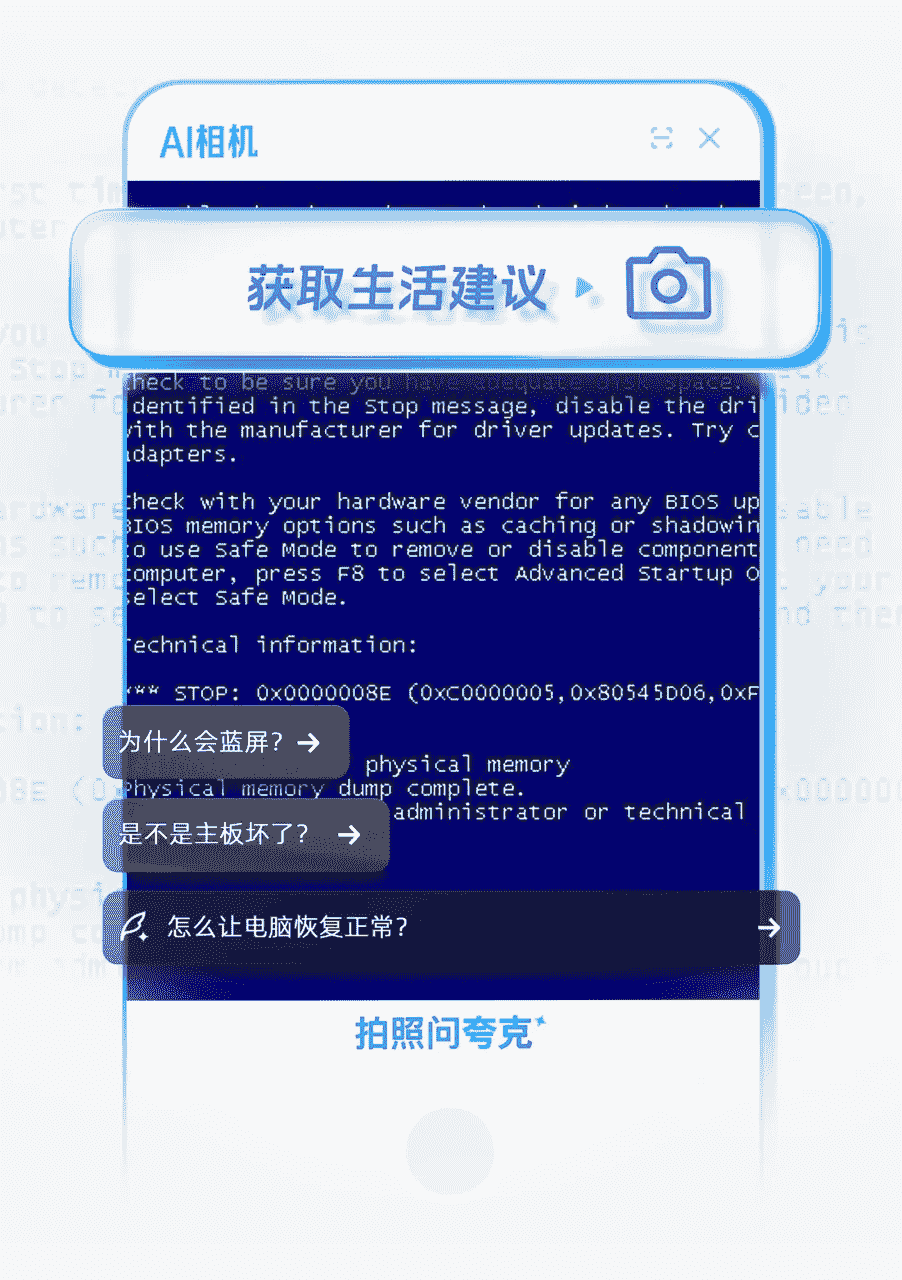 AI相机
获取生活建议
check to be sure you have adequate disk space.
identified in the Stop message, disable the dri
with the manufacturer for driver updates. Try c
adapters.
Check with your hardware vendor for any BIOS up
BIOS memory options such as caching or shadowin
to use Safe Mode to remove or disable component
computer, press F8 to select Advanced Startup O
select Safe Mode.
Technical information:
*** STOP: 0x0000008E (0xC0000005,0x80545D06,0xF
为什么会蓝屏？
physical memory
Physical memory dump complete.
是不是主板坏了？
administrator or technical
怎么让电脑恢复正常？
拍照问夸克